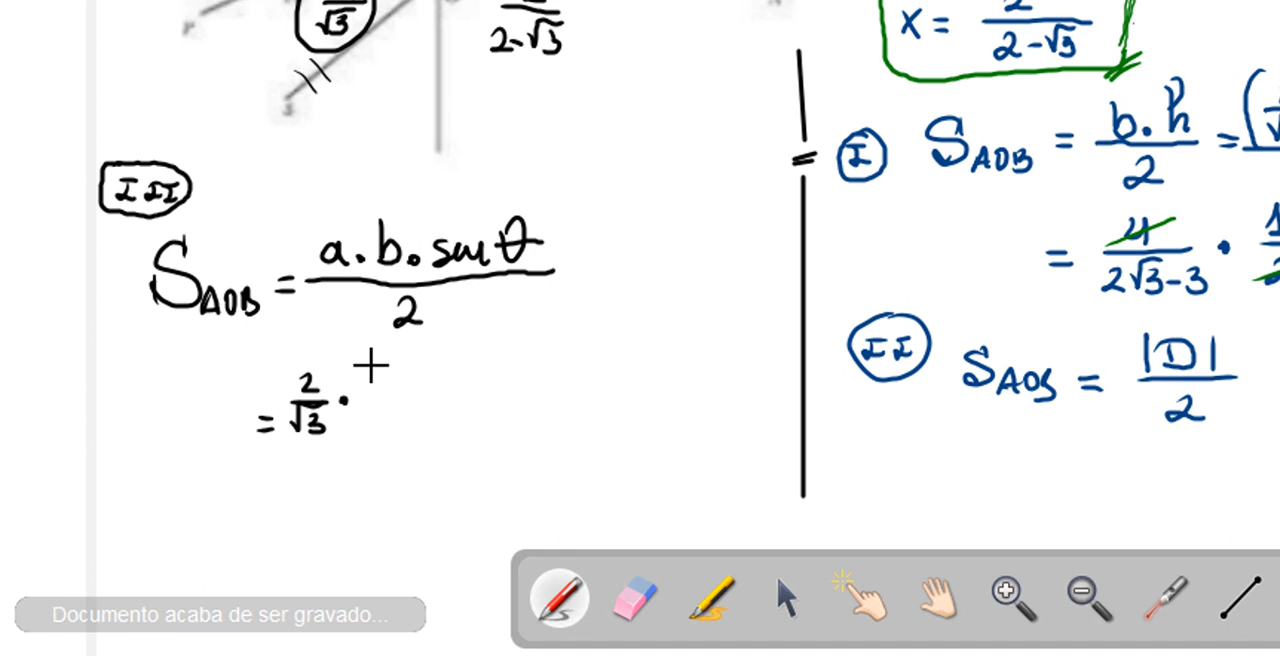 √3
2-√3
x = 2 / (2-√3)
III
S_AOB = a.b. sen θ / 2
= 2/√3 .
I S_AOB = b.h / 2 =
= 4 / (2√3-3) .
II S_AOB = |D| / 2
Documento acaba de ser gravado...